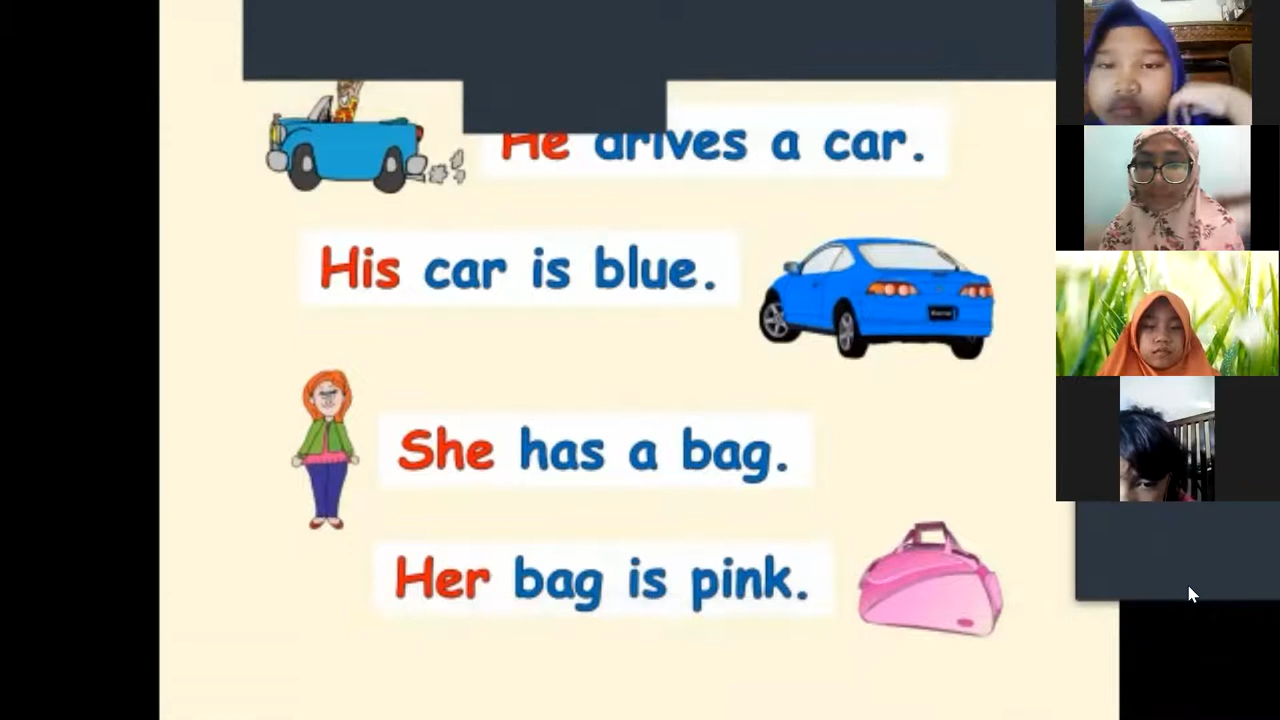 He drives a car.
His car is blue.
She has a bag.
Her bag is pink.